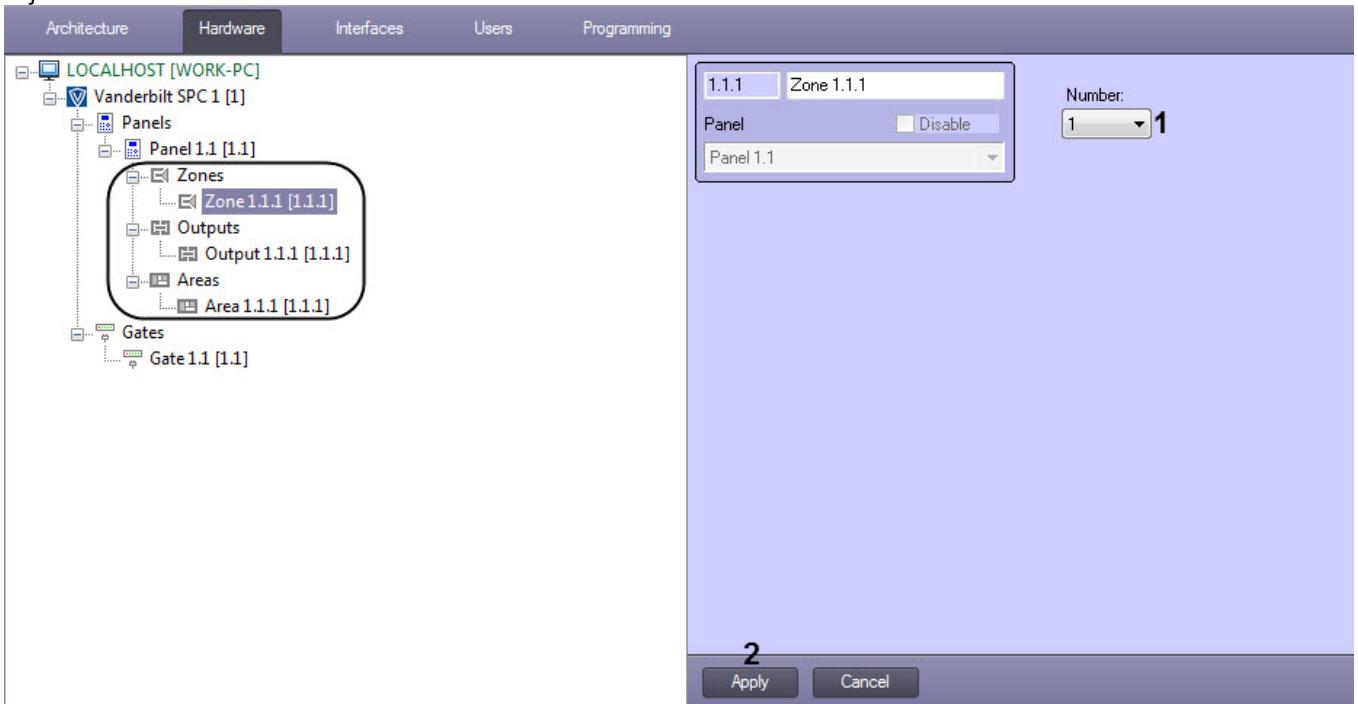 Architecture Hardware Interfaces Users Programming
LOCALHOST [WORK-PC]
Vanderbilt SPC 1 [1]
Panels
Panel 1.1 [1.1]
Zones
Zone 1.1.1 [1.1.1]
Outputs
Output 1.1.1 [1.1.1]
Areas
Area 1.1.1 [1.1.1]
Gates
Gate 1.1 [1.1]
1.1.1 Zone 1.1.1
Panel Disable
Panel 1.1
Number:
1 1
2
Apply Cancel